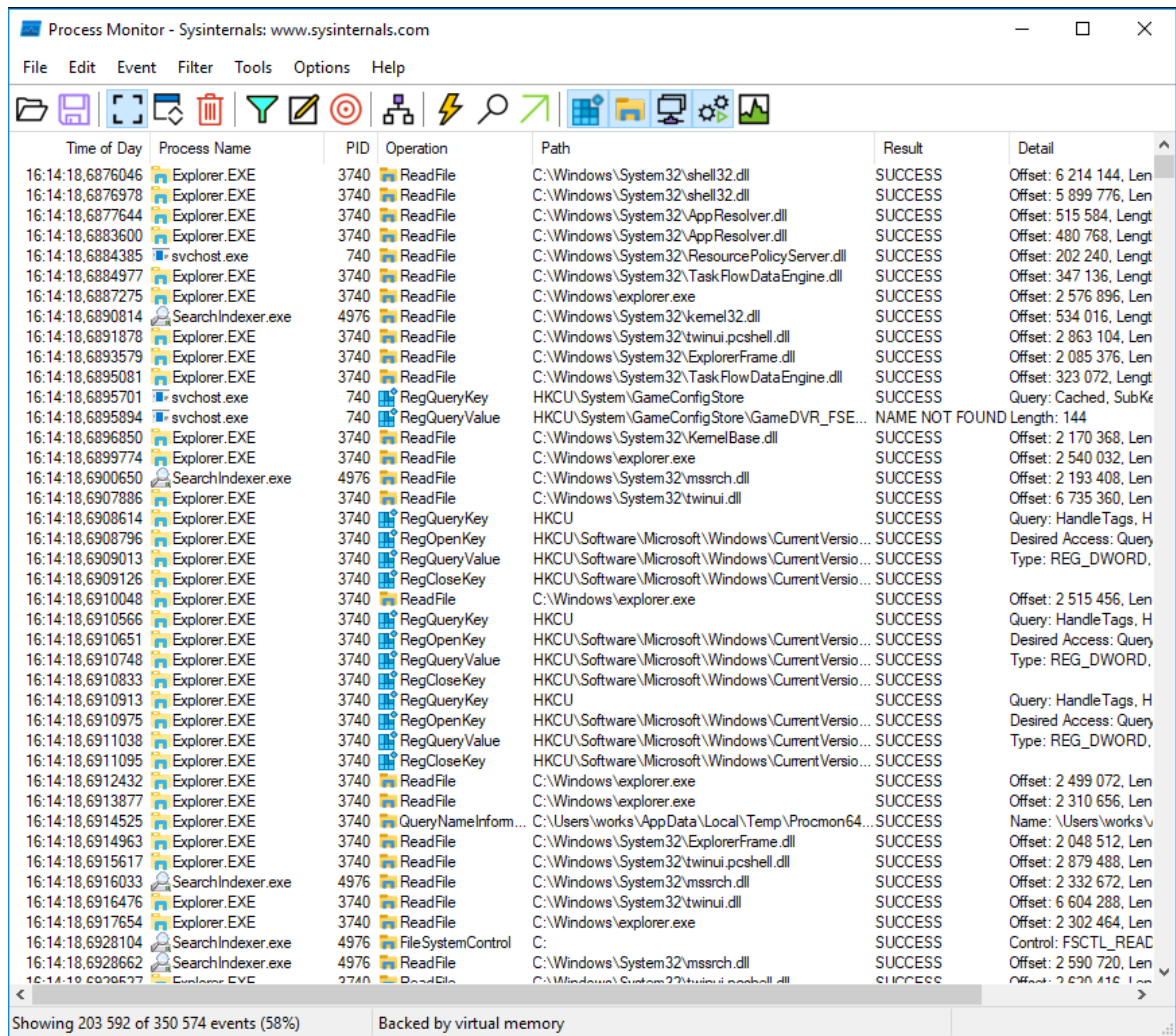 Process Monitor - Sysinternals: www.sysinternals.com
File Edit Event Filter Tools Options Help
Time of Day Process Name PID Operation Path Result Detail
16:14:18,6876046 Explorer.EXE 3740 ReadFile C:\Windows\System32\shell32.dll SUCCESS Offset: 6 214 144, Len
16:14:18,6876978 Explorer.EXE 3740 ReadFile C:\Windows\System32\shell32.dll SUCCESS Offset: 5 899 776, Len
16:14:18,6877644 Explorer.EXE 3740 ReadFile C:\Windows\System32\AppResolver.dll SUCCESS Offset: 515 584, Lengt
16:14:18,6883600 Explorer.EXE 3740 ReadFile C:\Windows\System32\AppResolver.dll SUCCESS Offset: 480 768, Lengt
16:14:18,6884385 svchost.exe 740 ReadFile C:\Windows\System32\ResourcePolicyServer.dll SUCCESS Offset: 202 240, Lengt
16:14:18,6884977 Explorer.EXE 3740 ReadFile C:\Windows\System32\TaskFlowDataEngine.dll SUCCESS Offset: 347 136, Lengt
16:14:18,6887275 Explorer.EXE 3740 ReadFile C:\Windows\explorer.exe SUCCESS Offset: 2 576 896, Len
16:14:18,6890814 SearchIndexer.exe 4976 ReadFile C:\Windows\System32\kernel32.dll SUCCESS Offset: 534 016, Lengt
16:14:18,6891878 Explorer.EXE 3740 ReadFile C:\Windows\System32\twinui.pcshell.dll SUCCESS Offset: 2 863 104, Len
16:14:18,6893579 Explorer.EXE 3740 ReadFile C:\Windows\System32\ExplorerFrame.dll SUCCESS Offset: 2 085 376, Len
16:14:18,6895081 Explorer.EXE 3740 ReadFile C:\Windows\System32\TaskFlowDataEngine.dll SUCCESS Offset: 323 072, Lengt
16:14:18,6895701 svchost.exe 740 RegQueryKey HKCU\System\GameConfigStore SUCCESS Query: Cached, SubKe
16:14:18,6895894 svchost.exe 740 RegQueryValue HKCU\System\GameConfigStore\GameDVR_FSE... NAME NOT FOUND Length: 144
16:14:18,6896850 Explorer.EXE 3740 ReadFile C:\Windows\System32\KernelBase.dll SUCCESS Offset: 2 170 368, Len
16:14:18,6899774 Explorer.EXE 3740 ReadFile C:\Windows\explorer.exe SUCCESS Offset: 2 540 032, Len
16:14:18,6900650 SearchIndexer.exe 4976 ReadFile C:\Windows\System32\mssrch.dll SUCCESS Offset: 2 193 408, Len
16:14:18,6907886 Explorer.EXE 3740 ReadFile C:\Windows\System32\twinui.dll SUCCESS Offset: 6 735 360, Len
16:14:18,6908614 Explorer.EXE 3740 RegQueryKey HKCU SUCCESS Query: HandleTags, H
16:14:18,6908796 Explorer.EXE 3740 RegOpenKey HKCU\Software\Microsoft\Windows\CurrentVersio... SUCCESS Desired Access: Query
16:14:18,6909013 Explorer.EXE 3740 RegQueryValue HKCU\Software\Microsoft\Windows\CurrentVersio... SUCCESS Type: REG_DWORD,
16:14:18,6909126 Explorer.EXE 3740 RegCloseKey HKCU\Software\Microsoft\Windows\CurrentVersio... SUCCESS
16:14:18,6910048 Explorer.EXE 3740 ReadFile C:\Windows\explorer.exe SUCCESS Offset: 2 515 456, Len
16:14:18,6910566 Explorer.EXE 3740 RegQueryKey HKCU SUCCESS Query: HandleTags, H
16:14:18,6910651 Explorer.EXE 3740 RegOpenKey HKCU\Software\Microsoft\Windows\CurrentVersio... SUCCESS Desired Access: Query
16:14:18,6910748 Explorer.EXE 3740 RegQueryValue HKCU\Software\Microsoft\Windows\CurrentVersio... SUCCESS Type: REG_DWORD,
16:14:18,6910833 Explorer.EXE 3740 RegCloseKey HKCU\Software\Microsoft\Windows\CurrentVersio... SUCCESS
16:14:18,6910913 Explorer.EXE 3740 RegQueryKey HKCU SUCCESS Query: HandleTags, H
16:14:18,6910975 Explorer.EXE 3740 RegOpenKey HKCU\Software\Microsoft\Windows\CurrentVersio... SUCCESS Desired Access: Query
16:14:18,6911038 Explorer.EXE 3740 RegQueryValue HKCU\Software\Microsoft\Windows\CurrentVersio... SUCCESS Type: REG_DWORD,
16:14:18,6911095 Explorer.EXE 3740 RegCloseKey HKCU\Software\Microsoft\Windows\CurrentVersio... SUCCESS
16:14:18,6912432 Explorer.EXE 3740 ReadFile C:\Windows\explorer.exe SUCCESS Offset: 2 499 072, Len
16:14:18,6913877 Explorer.EXE 3740 ReadFile C:\Windows\explorer.exe SUCCESS Offset: 2 310 656, Len
16:14:18,6914525 Explorer.EXE 3740 QueryNameInform... C:\Users\works\AppData\Local\Temp\Procmon64... SUCCESS Name: \Users\works\
16:14:18,6914963 Explorer.EXE 3740 ReadFile C:\Windows\System32\ExplorerFrame.dll SUCCESS Offset: 2 048 512, Len
16:14:18,6915617 Explorer.EXE 3740 ReadFile C:\Windows\System32\twinui.pcshell.dll SUCCESS Offset: 2 879 488, Len
16:14:18,6916033 SearchIndexer.exe 4976 ReadFile C:\Windows\System32\mssrch.dll SUCCESS Offset: 2 332 672, Len
16:14:18,6916476 Explorer.EXE 3740 ReadFile C:\Windows\System32\twinui.dll SUCCESS Offset: 6 604 288, Len
16:14:18,6917654 Explorer.EXE 3740 ReadFile C:\Windows\explorer.exe SUCCESS Offset: 2 302 464, Len
16:14:18,6928104 SearchIndexer.exe 4976 FileSystemControl C: SUCCESS Control: FSCTL_READ
16:14:18,6928662 SearchIndexer.exe 4976 ReadFile C:\Windows\System32\mssrch.dll SUCCESS Offset: 2 590 720, Len
Showing 203 592 of 350 574 events (58%) Backed by virtual memory